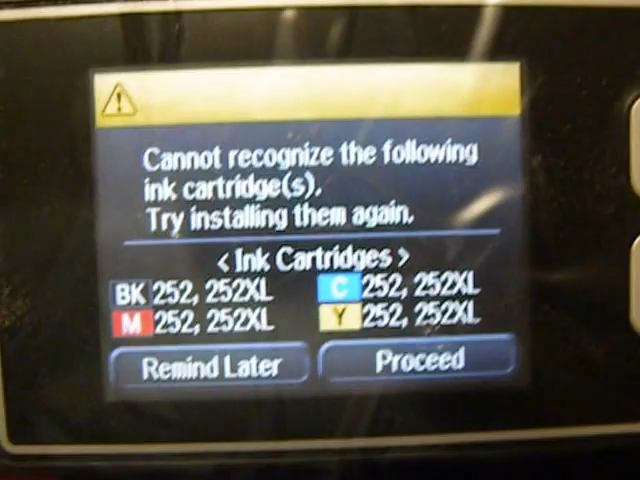 Cannot recognize the following
ink cartridge(s).
Try installing them again.
< Ink Cartridges >
BK 252, 252XL C 252, 252XL
M 252, 252XL Y 252, 252XL
Remind Later Proceed